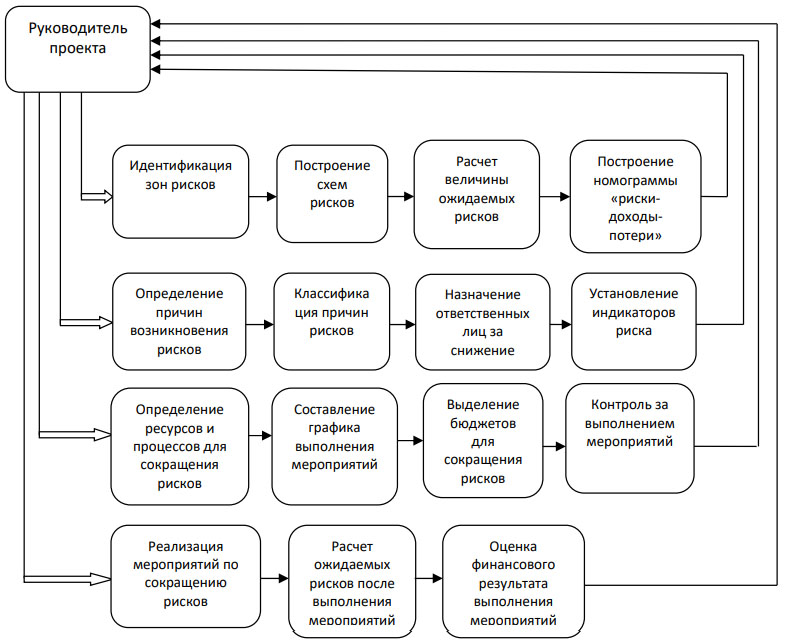 Руководитель
проекта
Идентификация
зон рисков
Построение
схем
рисков
Расчет
величины
ожидаемых
рисков
Построение
номограммы
«риски-
доходы-
потери»
Определение
причин
возникновения
рисков
Классифика
ция причин
рисков
Назначение
ответственных
лиц за
снижение
Установление
индикаторов
риска
Определение
ресурсов и
процессов для
сокращения
рисков
Составление
графика
выполнения
мероприятий
Выделение
бюджетов
для
сокращения
рисков
Контроль за
выполнением
мероприятий
Реализация
мероприятий по
сокращению
рисков
Расчет
ожидаемых
рисков после
выполнения
мероприятий
Оценка
финансового
результата
выполнения
мероприятий